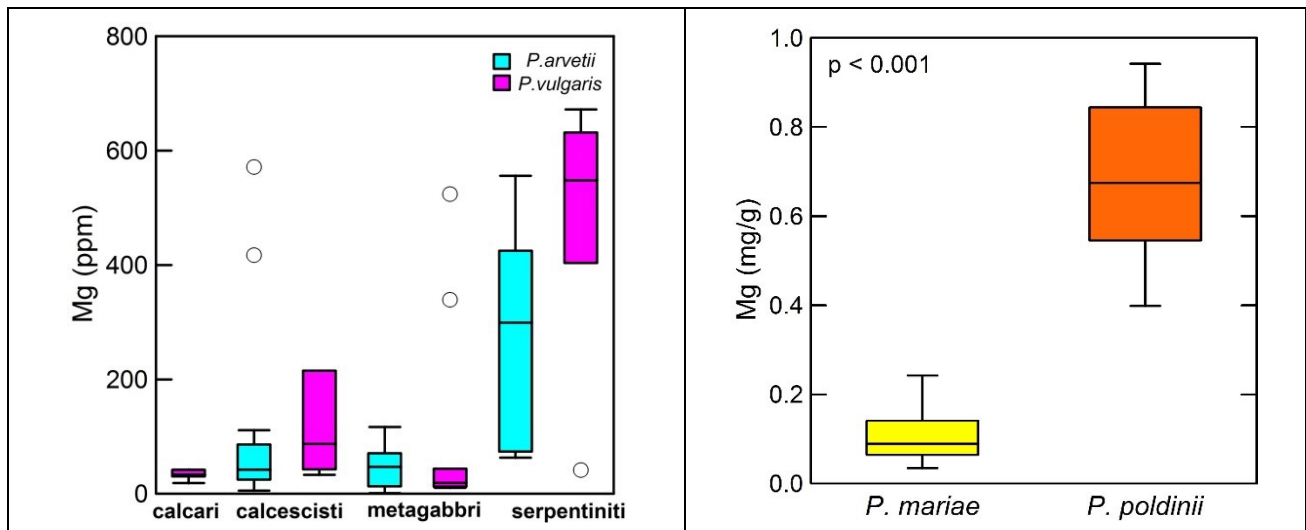 800
600
400
200
0
Mg (ppm)
P.arvetii
P.vulgaris
calcari calcescisti metagabbri serpentiniti
1.0
0.8
0.6
0.4
0.2
0.0
Mg (mg/g)
p < 0.001
P. mariae P. poldinii